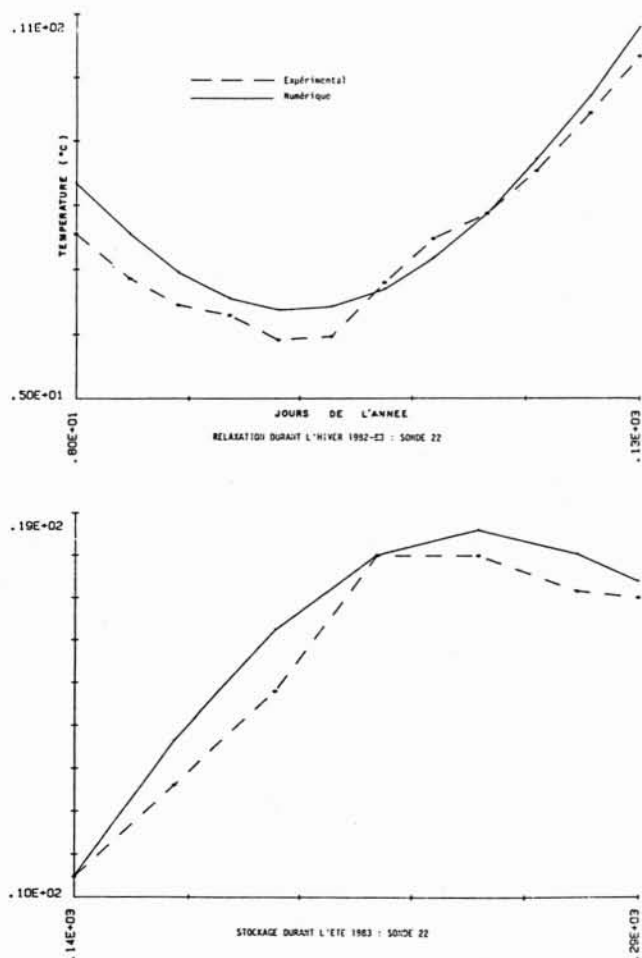 .11E+02
Expérimental
Numérique
TEMPERATURE (°C)
.50E+01
.80E+01
JOURS DE L'ANNÉE
.13E+03
RELAXATION DURANT L'HIVER 1982-83 : SONDE 22
.19E+02
.10E+02
.14E+03
STOCKAGE DURANT L'ETE 1983 : SONDE 22
.29E+03